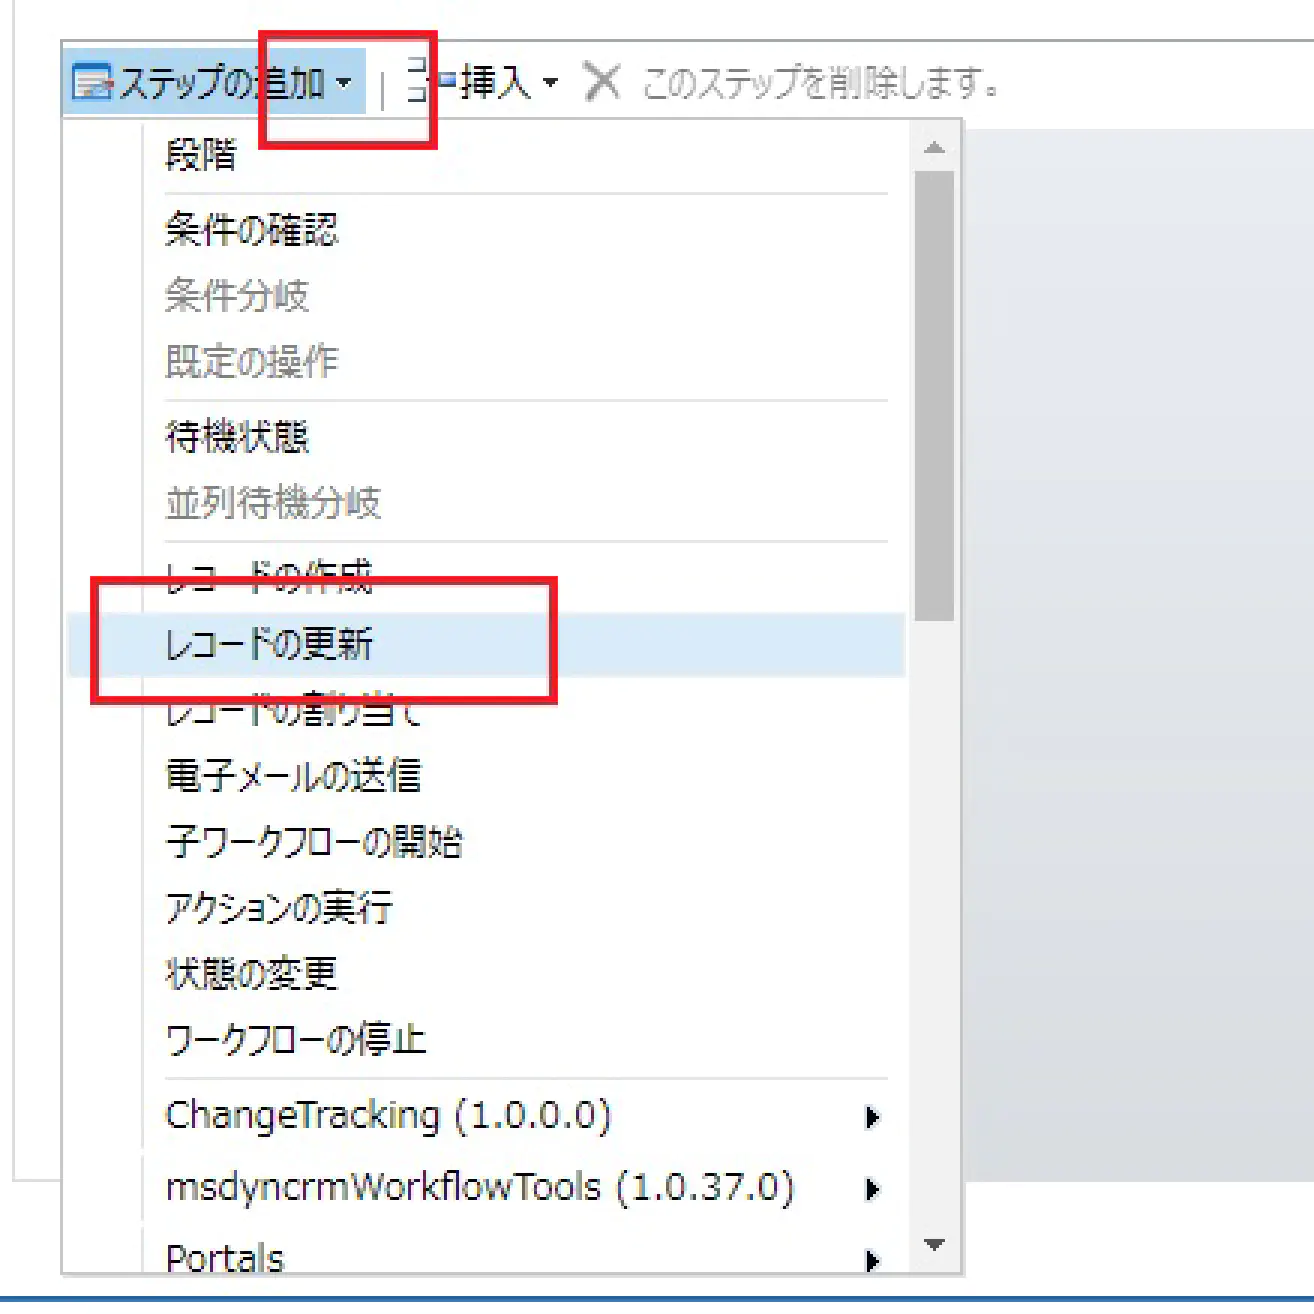 ステップの追加 挿入 このステップを削除します。
段階
条件の確認
条件分岐
既定の操作
待機状態
並列待機分岐
レコードの作成
レコードの更新
レコードの割り当て
電子メールの送信
子ワークフローの開始
アクションの実行
状態の変更
ワークフローの停止
ChangeTracking (1.0.0.0)
msdyncrmWorkflowTools (1.0.37.0)
Portals